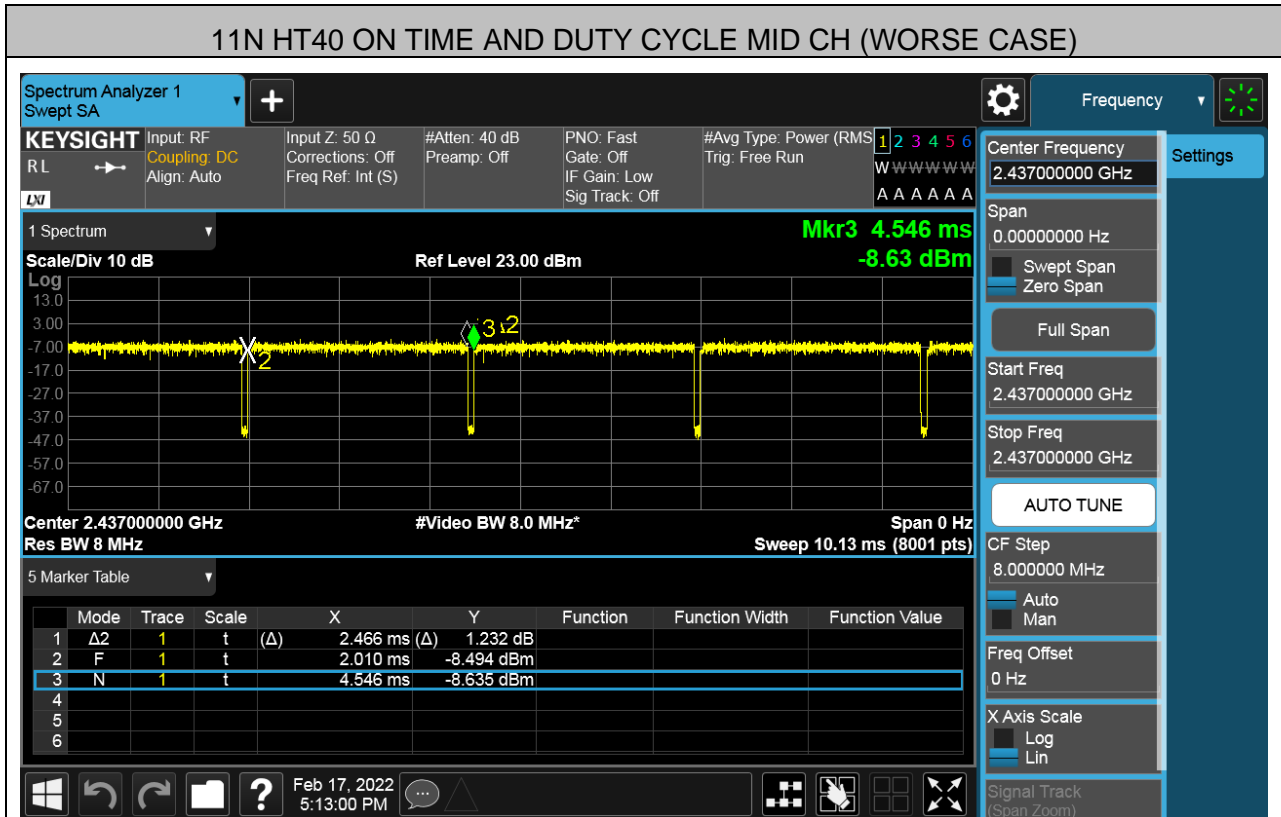 11N HT40 ON TIME AND DUTY CYCLE MID CH (WORSE CASE)
Spectrum Analyzer 1
Swept SA
Frequency
KEYSIGHT
RL
LXI
Input: RF
Coupling: DC
Align: Auto
Input Z: 50 Ω
Corrections: Off
Freq Ref: Int (S)
#Atten: 40 dB
Preamp: Off
PNO: Fast
Gate: Off
IF Gain: Low
Sig Track: Off
#Avg Type: Power (RMS
Trig: Free Run
1 2 3 4 5 6
W W W W W W
A A A A A A
1 Spectrum
Mkr3 4.546 ms
Scale/Div 10 dB
Ref Level 23.00 dBm
-8.63 dBm
Log
13.0
3.00
-7.00
-17.0
-27.0
-37.0
-47.0
-57.0
-67.0
2
3
2
Center 2.437000000 GHz
#Video BW 8.0 MHz*
Span 0 Hz
Res BW 8 MHz
Sweep 10.13 ms (8001 pts)
5 Marker Table
Mode Trace Scale X Y Function Function Width Function Value
1 Δ2 1 t (Δ) 2.466 ms (Δ) 1.232 dB
2 F 1 t 2.010 ms -8.494 dBm
3 N 1 t 4.546 ms -8.635 dBm
4
5
6
Feb 17, 2022
5:13:00 PM
Center Frequency
2.437000000 GHz
Settings
Span
0.00000000 Hz
Swept Span
Zero Span
Full Span
Start Freq
2.437000000 GHz
Stop Freq
2.437000000 GHz
AUTO TUNE
CF Step
8.000000 MHz
Auto
Man
Freq Offset
0 Hz
X Axis Scale
Log
Lin
Signal Track
(Span Zoom)